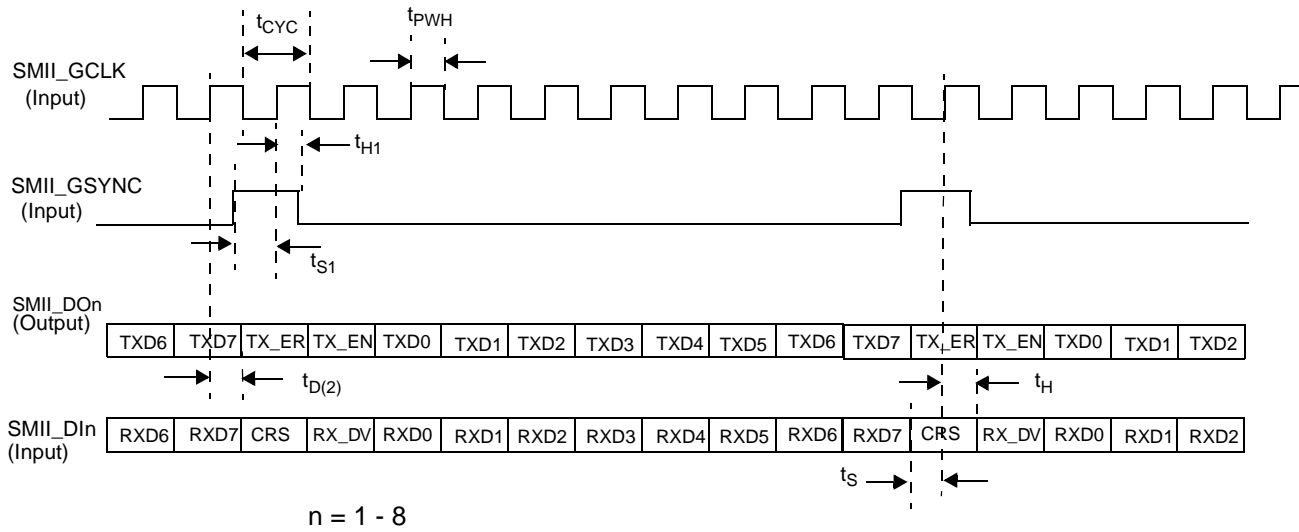 tCYC
tPWH
SMII_GCLK
(Input)
tH1
SMII_GSYNC
(Input)
tS1
SMII_DOn
(Output)
TXD6 TXD7 TX_ER TX_EN TXD0 TXD1 TXD2 TXD3 TXD4 TXD5 TXD6 TXD7 TX_ER TX_EN TXD0 TXD1 TXD2
tD(2)
tH
SMII_DIn
(Input)
RXD6 RXD7 CRS RX_DV RXD0 RXD1 RXD2 RXD3 RXD4 RXD5 RXD6 RXD7 CRS RX_DV RXD0 RXD1 RXD2
tS
n = 1 - 8